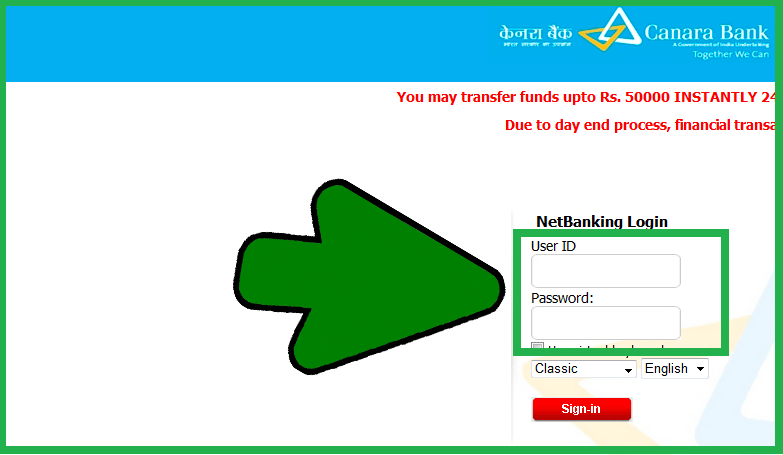 केनरा बैंक
भारत सरकार का उपक्रम
Canara Bank
A Government of India Undertaking
Together We Can
You may transfer funds upto Rs. 50000 INSTANTLY 24
Due to day end process, financial transa
NetBanking Login
User ID
Password:
Classic
English
Sign-in